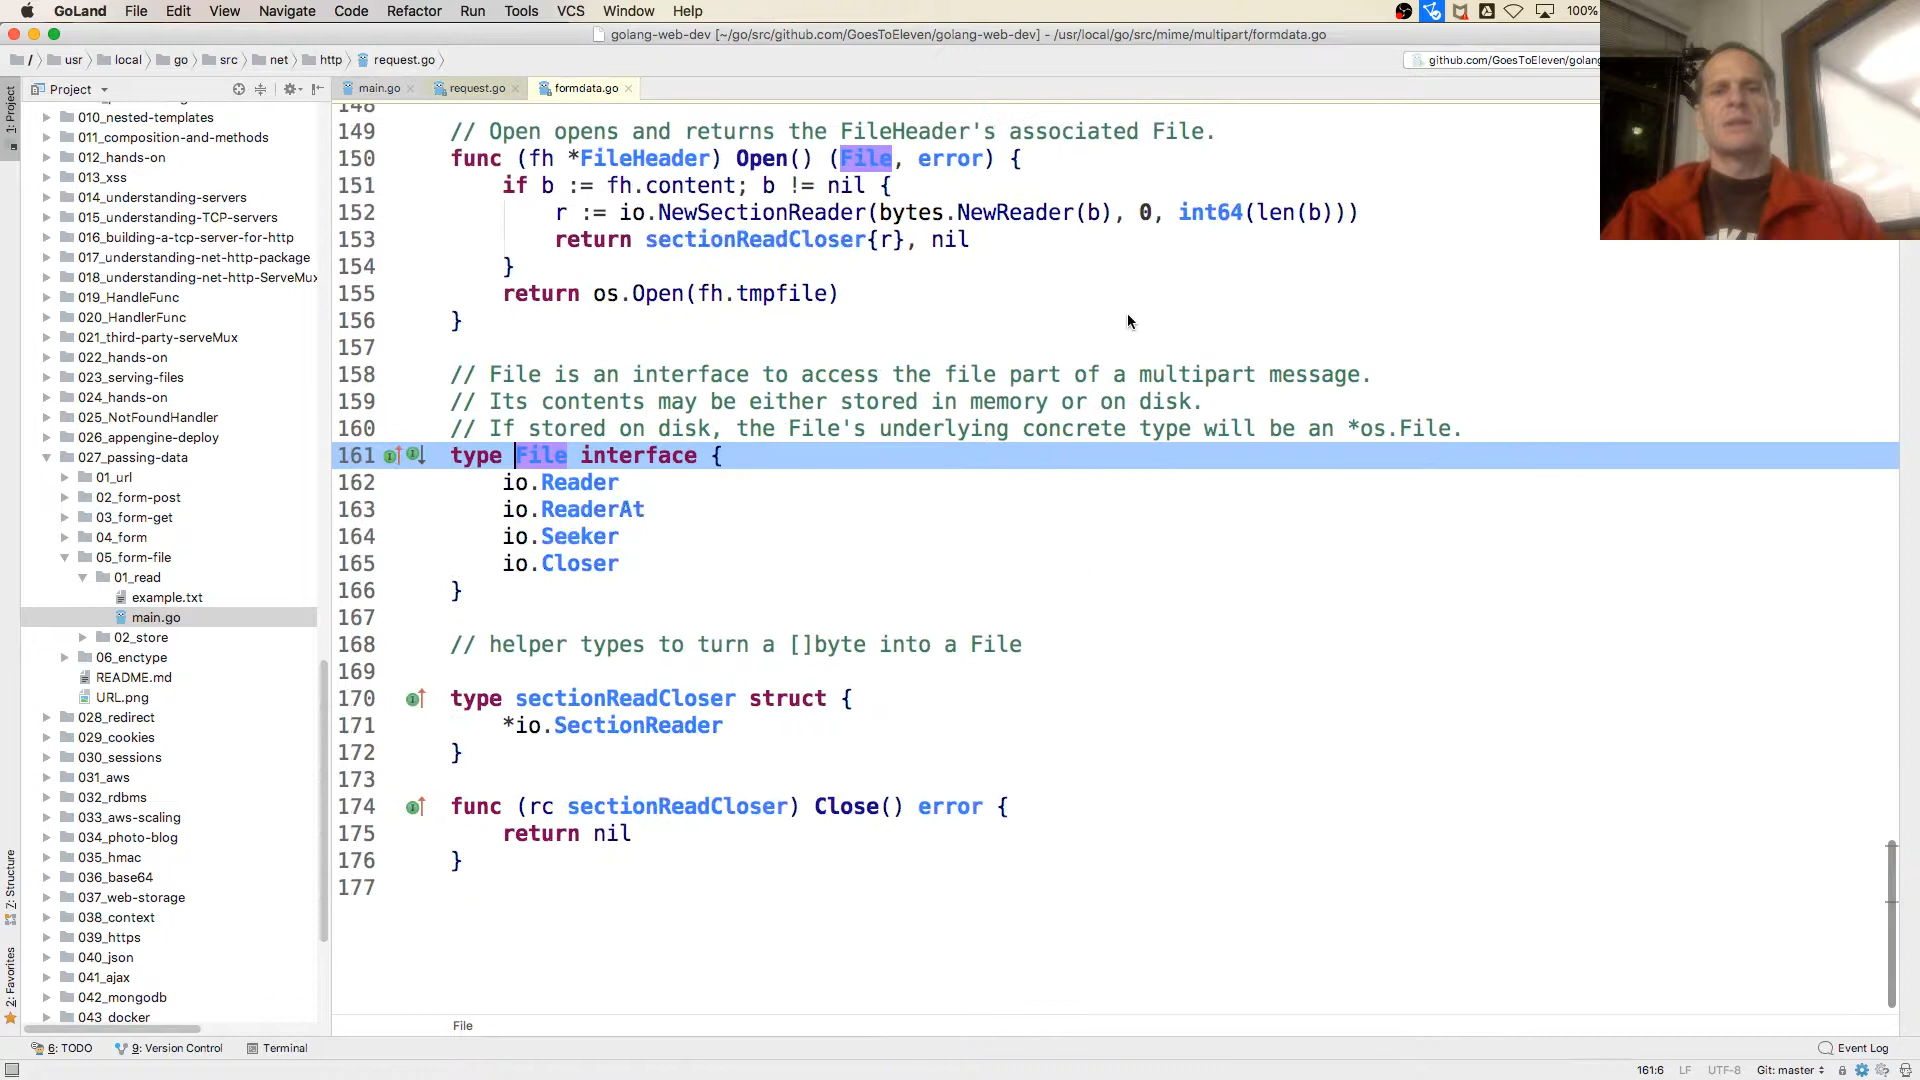 GoLand File Edit View Navigate Code Refactor Run Tools VCS Window Help 100%
golang-web-dev [~/go/src/github.com/GoesToEleven/golang-web-dev] - /usr/local/go/src/mime/multipart/formdata.go
/ usr local go src net http request.go
github.com/GoesToEleven/golang
1: Project
Project
main.go request.go formdata.go
010_nested-templates
011_composition-and-methods
012_hands-on
013_xss
014_understanding-servers
015_understanding-TCP-servers
016_building-a-tcp-server-for-http
017_understanding-net-http-package
018_understanding-net-http-ServeMux
019_HandleFunc
020_HandlerFunc
021_third-party-serveMux
022_hands-on
023_serving-files
024_hands-on
025_NotFoundHandler
026_appengine-deploy
027_passing-data
01_url
02_form-post
03_form-get
04_form
05_form-file
01_read
example.txt
main.go
02_store
06_enctype
README.md
URL.png
028_redirect
029_cookies
030_sessions
031_aws
032_rdbms
033_aws-scaling
034_photo-blog
035_hmac
036_base64
037_web-storage
038_context
039_https
040_json
041_ajax
042_mongodb
043_docker
7: Structure
2: Favorites
148
149 // Open opens and returns the FileHeader's associated File.
150 func (fh *FileHeader) Open() (File, error) {
151 if b := fh.content; b != nil {
152 r := io.NewSectionReader(bytes.NewReader(b), 0, int64(len(b)))
153 return sectionReadCloser{r}, nil
154 }
155 return os.Open(fh.tmpfile)
156 }
157
158 // File is an interface to access the file part of a multipart message.
159 // Its contents may be either stored in memory or on disk.
160 // If stored on disk, the File's underlying concrete type will be an *os.File.
161 type File interface {
162 io.Reader
163 io.ReaderAt
164 io.Seeker
165 io.Closer
166 }
167
168 // helper types to turn a []byte into a File
169
170 type sectionReadCloser struct {
171 *io.SectionReader
172 }
173
174 func (rc sectionReadCloser) Close() error {
175 return nil
176 }
177
File
6: TODO 9: Version Control Terminal Event Log
161:6 LF UTF-8 Git: master